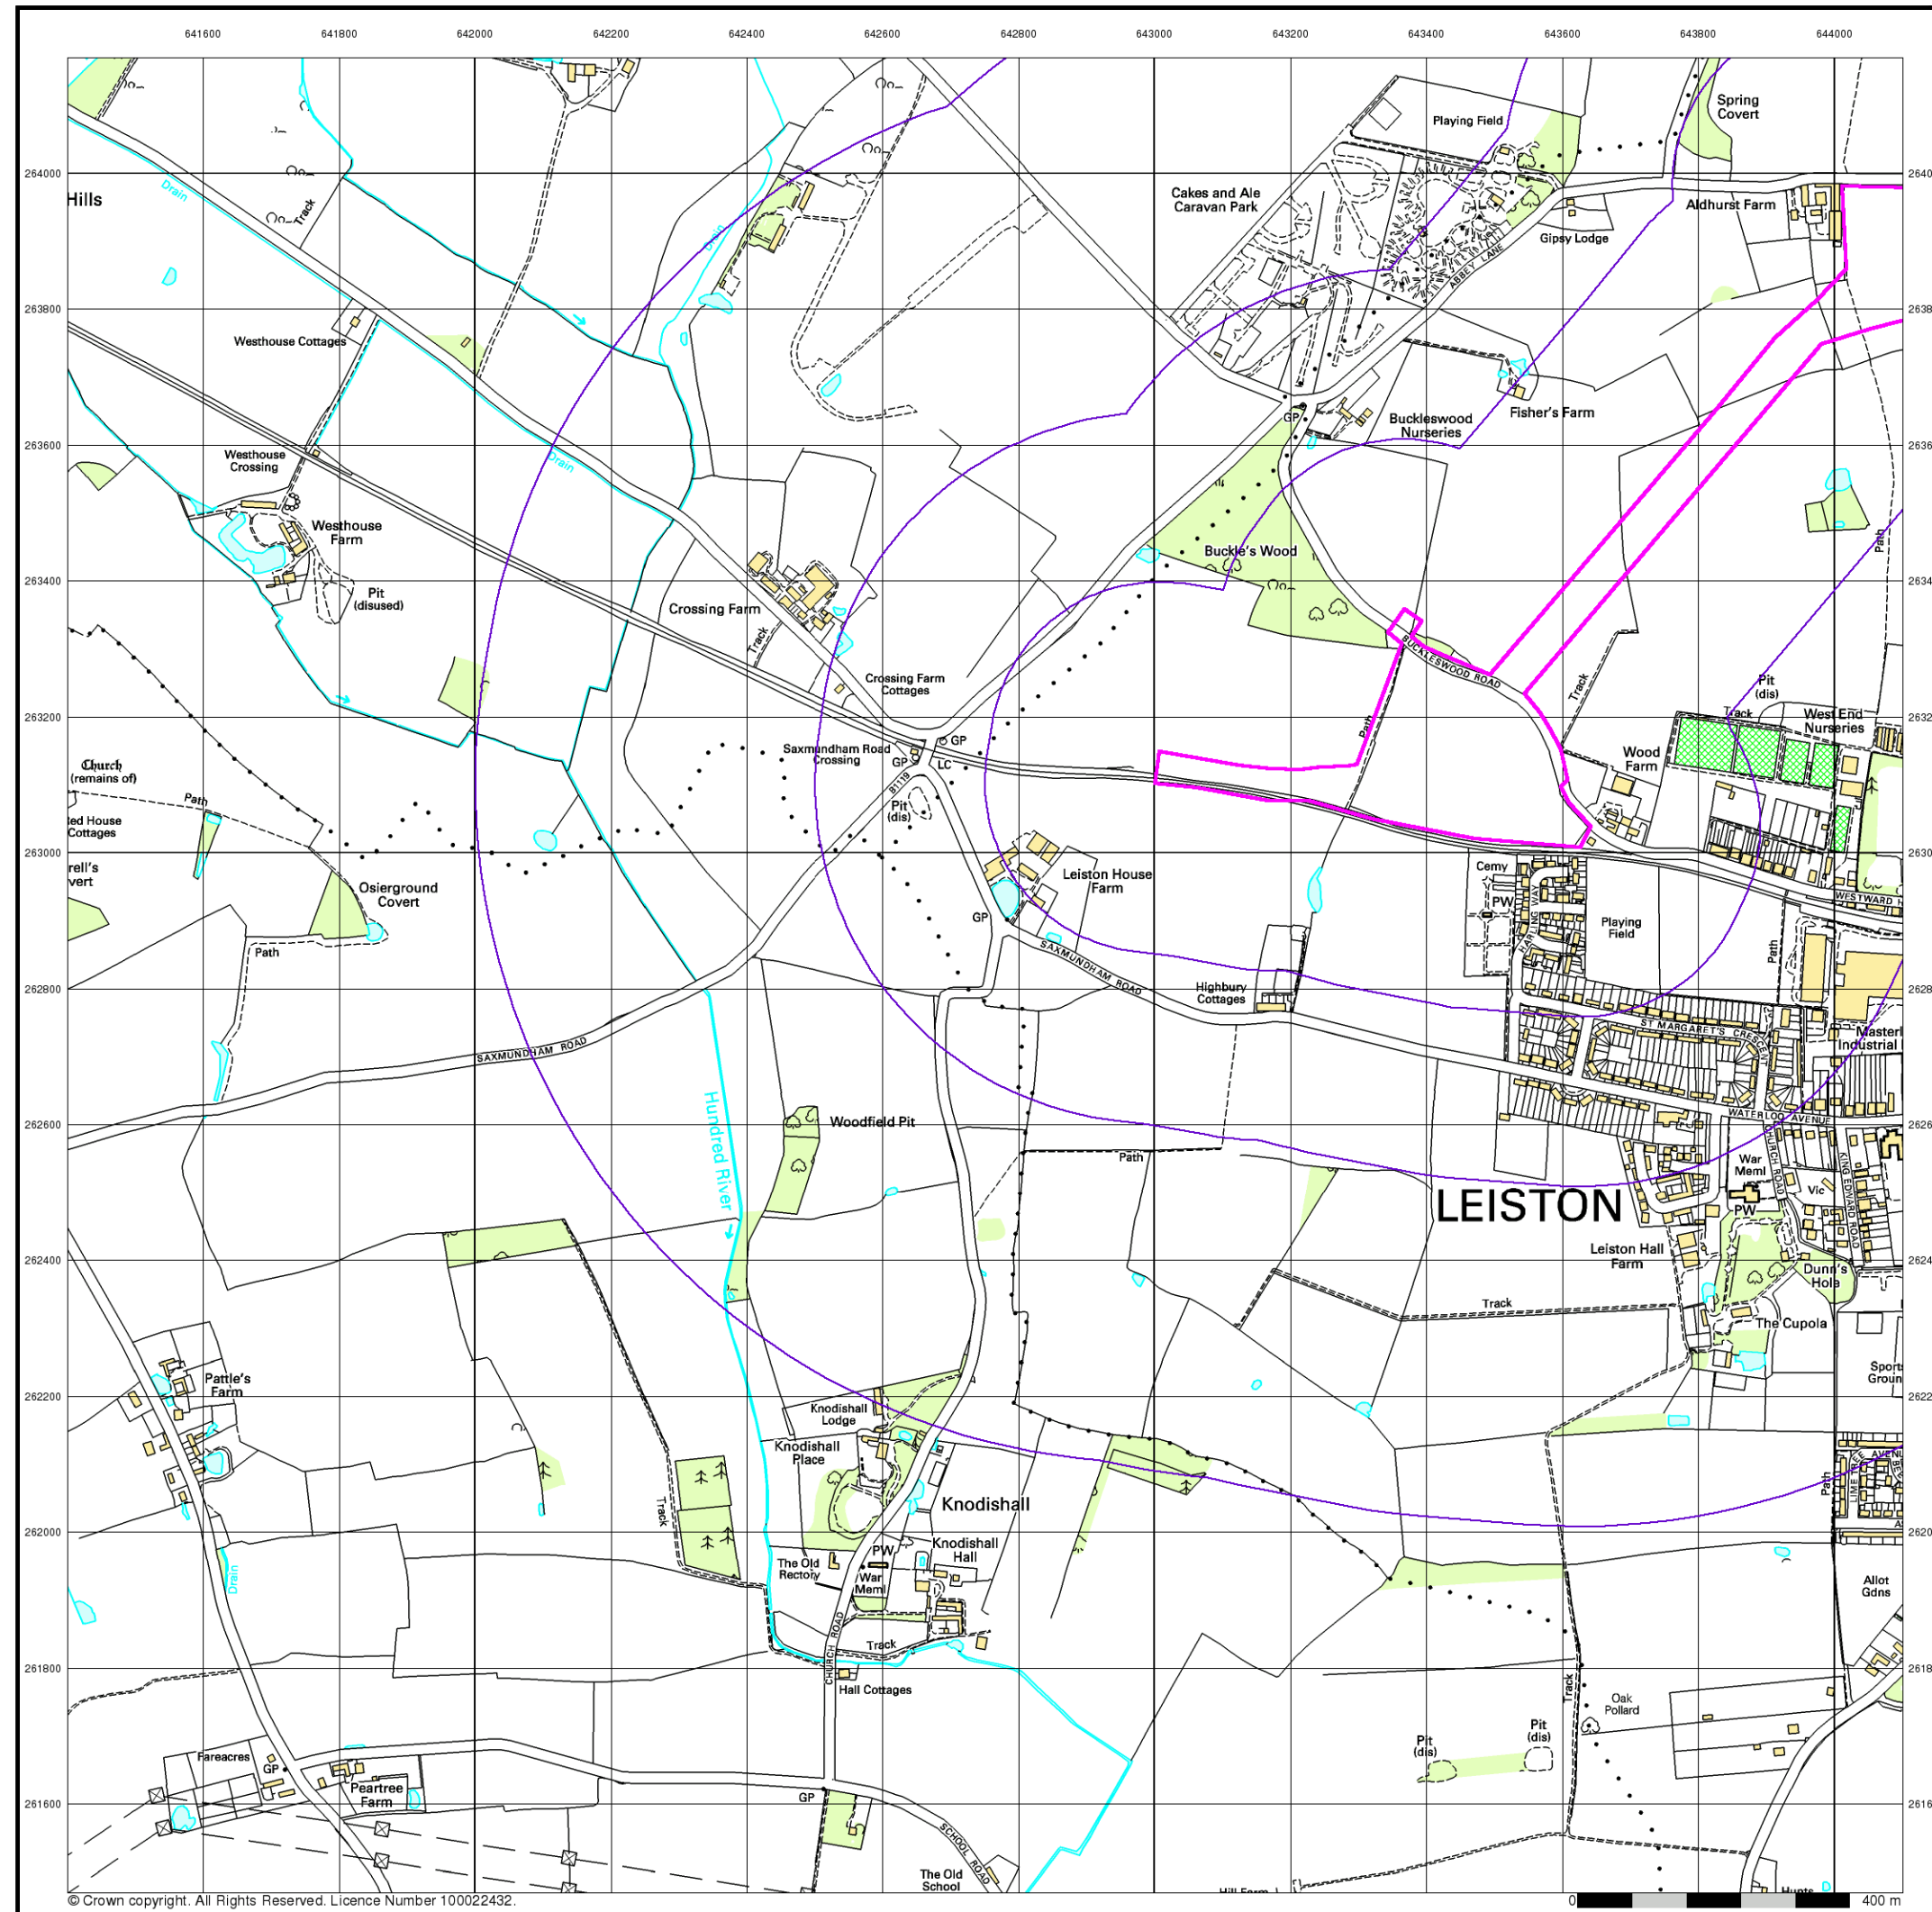 641600 641800 642000 642200 642400 642600 642800 643000 643200 643400 643600 643800 644000
Spring
Covert
Playing Field
264000
Drain
Hills
Track
Cakes and Ale
Caravan Park
Aldhurst Farm
Gipsy Lodge
ABBEY LANE
Drain
263800
Westhouse Cottages
Fisher's Farm
Buckleswood
Nurseries
GP
263600
Westhouse
Crossing
Drain
Westhouse
Farm
Buckle's Wood
Path
263400
Pit
(disused)
Crossing Farm
Track
BUCKLESWOOD ROAD
Crossing Farm
Cottages
Track
Pit
(dis)
263200
Track
West End
Nurseries
Path
Saxmundham Road
Crossing
GP
GP
LC
Wood
Farm
Church
(remains of)
Path
B1119
Pit
(dis)
Cottages
263000
Cemy
Leiston House
Farm
PW
HARLING WAY
Osierground
Covert
GP
Playing
Field
Path
Path
SAXMUNDHAM ROAD
262800
Highbury
Cottages
ST MARGARET'S CRESCENT
SAXMUNDHAM ROAD
Hundred River
262600
Woodfield Pit
WATERLOO AVENUE
CHURCH ROAD
Path
War
Meml
Vic
KING EDWARD ROAD
LEISTON
PW
262400
Leiston Hall
Farm
Dunn's
Hole
Track
The Cupola
Pattle's
Farm
262200
Knodishall
Lodge
Knodishall
Place
Path
LIME TREE
Track
Knodishall
262000
PW
Knodishall
Hall
The Old
Rectory
War
Meml
Drain
Allot
Gdns
CHURCH ROAD
Track
261800
Hall Cottages
Track
Oak
Pollard
Pit
(dis)
Pit
(dis)
Fareacres
GP
Peartree
Farm
261600
GP
SCHOOL ROAD
The Old
School
© Crown copyright. All Rights Reserved. Licence Number 100022432.
0 400 m